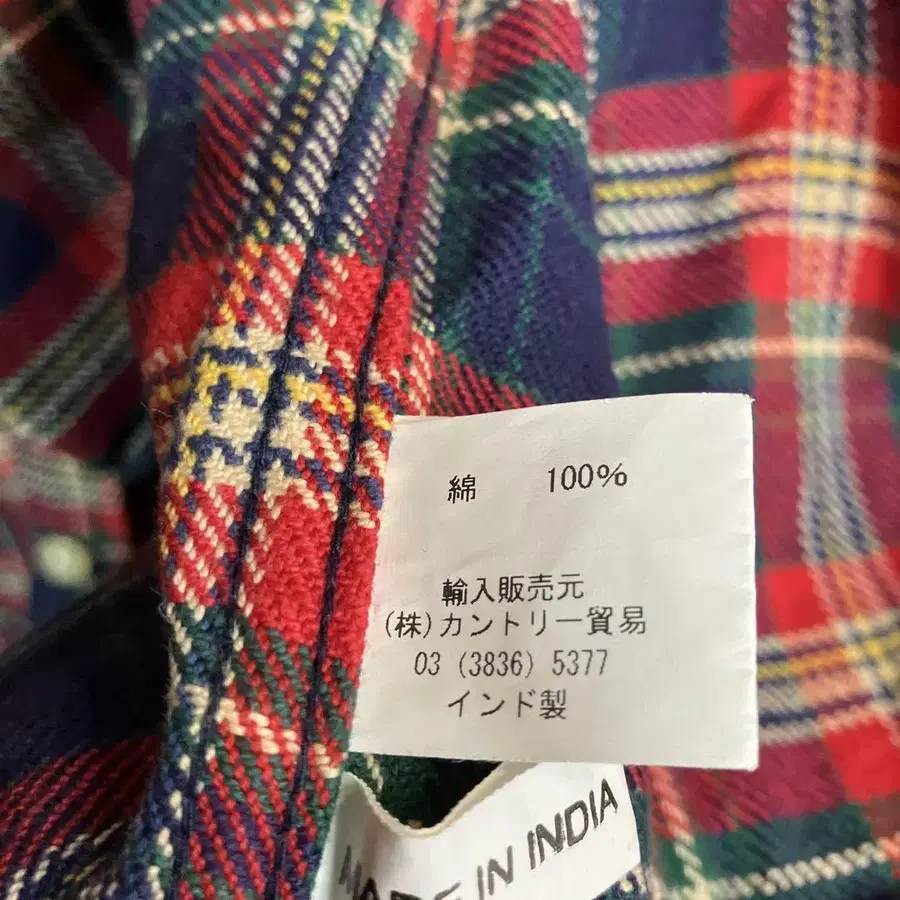 綿 100%
輸入販売元
(株)カントリー貿易
03 (3836) 5377
インド製
MADE IN INDIA